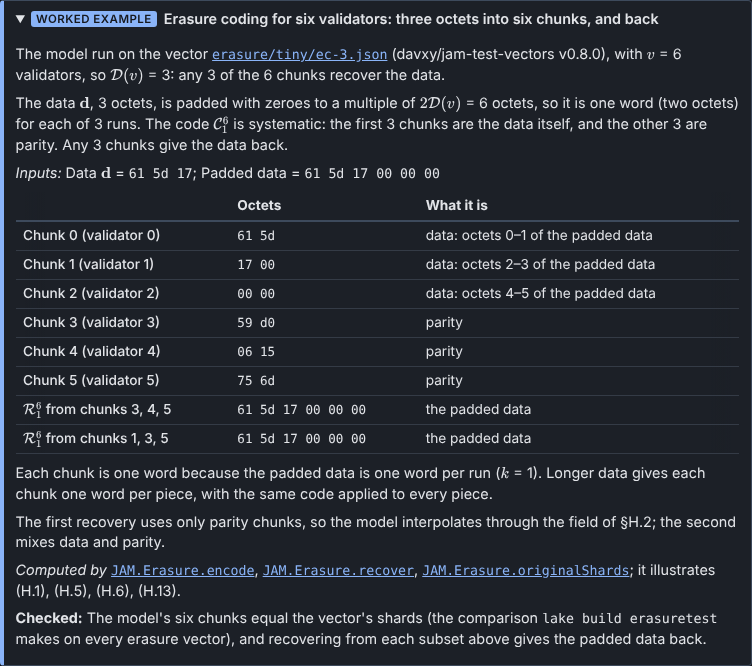 ▼ WORKED EXAMPLE Erasure coding for six validators: three octets into six chunks, and back
The model run on the vector erasure/tiny/ec-3.json (davxy/jam-test-vectors v0.8.0), with v = 6
validators, so 𝒟(v) = 3: any 3 of the 6 chunks recover the data.
The data d, 3 octets, is padded with zeroes to a multiple of 2𝒟(v) = 6 octets, so it is one word (two octets)
for each of 3 runs. The code 𝒞₁⁶ is systematic: the first 3 chunks are the data itself, and the other 3 are
parity. Any 3 chunks give the data back.
Inputs: Data d = 61 5d 17; Padded data = 61 5d 17 00 00 00
Octets What it is
Chunk 0 (validator 0) 61 5d data: octets 0–1 of the padded data
Chunk 1 (validator 1) 17 00 data: octets 2–3 of the padded data
Chunk 2 (validator 2) 00 00 data: octets 4–5 of the padded data
Chunk 3 (validator 3) 59 d0 parity
Chunk 4 (validator 4) 06 15 parity
Chunk 5 (validator 5) 75 6d parity
ℛ₁⁶ from chunks 3, 4, 5 61 5d 17 00 00 00 the padded data
ℛ₁⁶ from chunks 1, 3, 5 61 5d 17 00 00 00 the padded data
Each chunk is one word because the padded data is one word per run (k = 1). Longer data gives each
chunk one word per piece, with the same code applied to every piece.
The first recovery uses only parity chunks, so the model interpolates through the field of §H.2; the second
mixes data and parity.
Computed by JAM.Erasure.encode, JAM.Erasure.recover, JAM.Erasure.originalShards; it illustrates
(H.1), (H.5), (H.6), (H.13).
Checked: The model's six chunks equal the vector's shards (the comparison lake build erasuretest
makes on every erasure vector), and recovering from each subset above gives the padded data back.